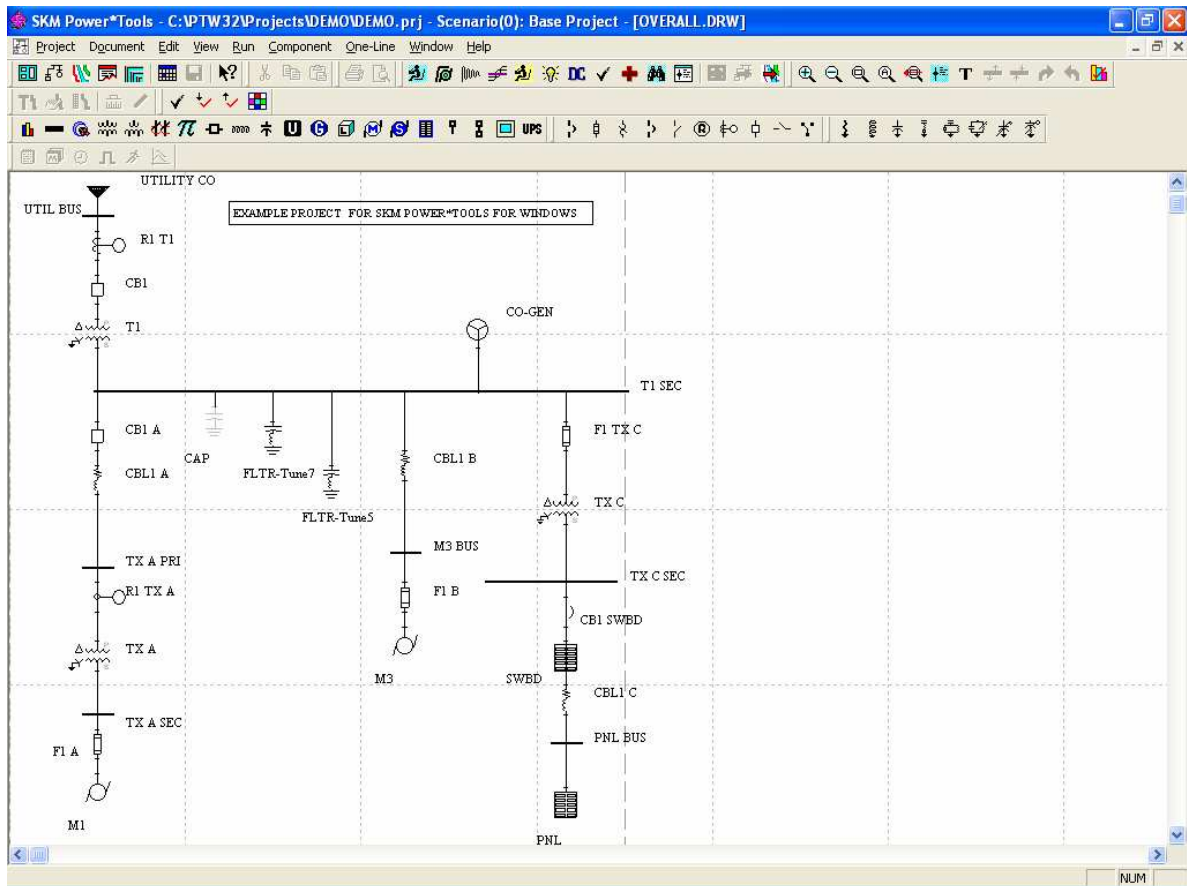 SKM Power*Tools - C:\PTW32\Projects\DEMO\DEMO.prj - Scenario(0): Base Project - [OVERALL.DRW]
Project Document Edit View Run Component One-Line Window Help
DC T
U G M S UPS R
UTILITY CO
UTIL BUS
EXAMPLE PROJECT FOR SKM POWER*TOOLS FOR WINDOWS
R1 T1
CB1
CO-GEN
T1
T1 SEC
CB1 A
F1 TX C
CAP
CBL1 B
CBL1 A
FLTR-Tune7
TX C
FLTR-Tune5
M3 BUS
TX A PRI
TX C SEC
R1 TX A
F1 B
CB1 SWBD
TX A
M3
SWBD
CBL1 C
TX A SEC
PNL BUS
F1 A
M1
PNL
NUM